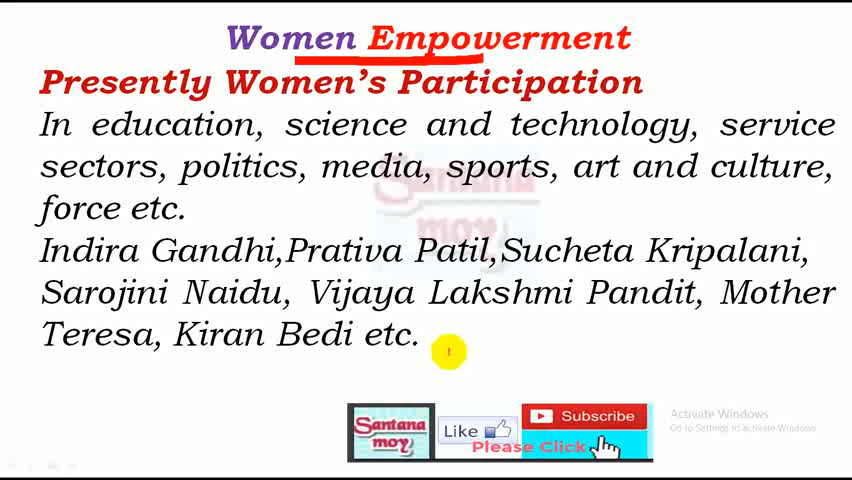 Women Empowerment
Presently Women's Participation
In education, science and technology, service
sectors, politics, media, sports, art and culture,
force etc.
Indira Gandhi,Prativa Patil,Sucheta Kripalani,
Sarojini Naidu, Vijaya Lakshmi Pandit, Mother
Teresa, Kiran Bedi etc.
Santana
moy
Santana
moy
Like
Subscribe
Please Click
Activate Windows
Go to Settings to activate Windows